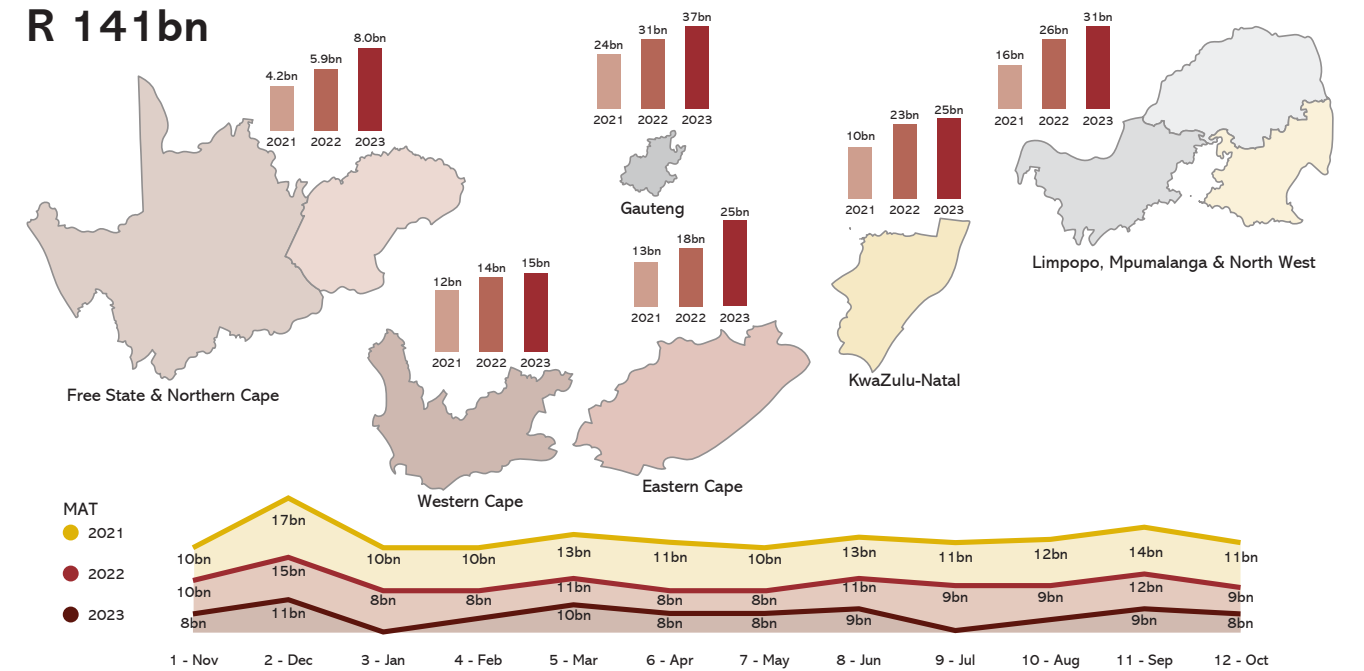 R 141bn
4.2bn
5.9bn
8.0bn
2021
2022
2023
Free State & Northern Cape
24bn
31bn
37bn
2021
2022
2023
Gauteng
10bn
23bn
25bn
2021
2022
2023
KwaZulu-Natal
16bn
26bn
31bn
2021
2022
2023
Limpopo, Mpumalanga & North West
12bn
14bn
15bn
2021
2022
2023
Western Cape
13bn
18bn
25bn
2021
2022
2023
Eastern Cape
MAT
2021
2022
2023
10bn
17bn
10bn
10bn
13bn
11bn
10bn
13bn
11bn
12bn
14bn
11bn
10bn
15bn
8bn
8bn
11bn
8bn
8bn
11bn
9bn
9bn
12bn
9bn
8bn
11bn
10bn
8bn
8bn
9bn
9bn
8bn
1 - Nov
2 - Dec
3 - Jan
4 - Feb
5 - Mar
6 - Apr
7 - May
8 - Jun
9 - Jul
10 - Aug
11 - Sep
12 - Oct